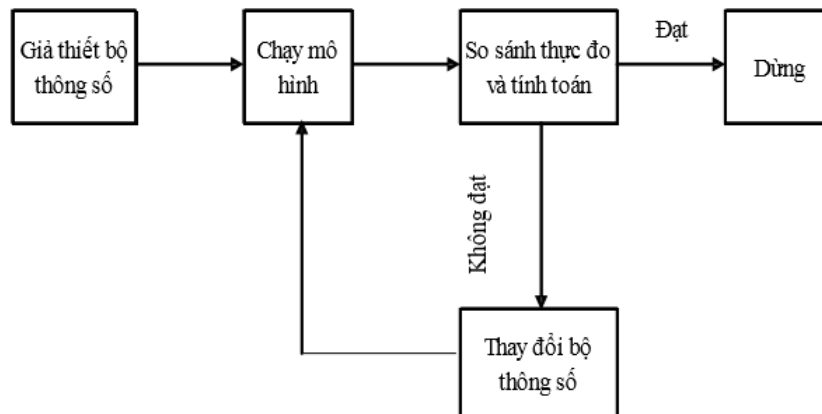 Giả thiết bộ
thông số
Chạy mô
hình
So sánh thực đo
và tính toán
Đạt
Dừng
Không đạt
Thay đổi bộ
thông số